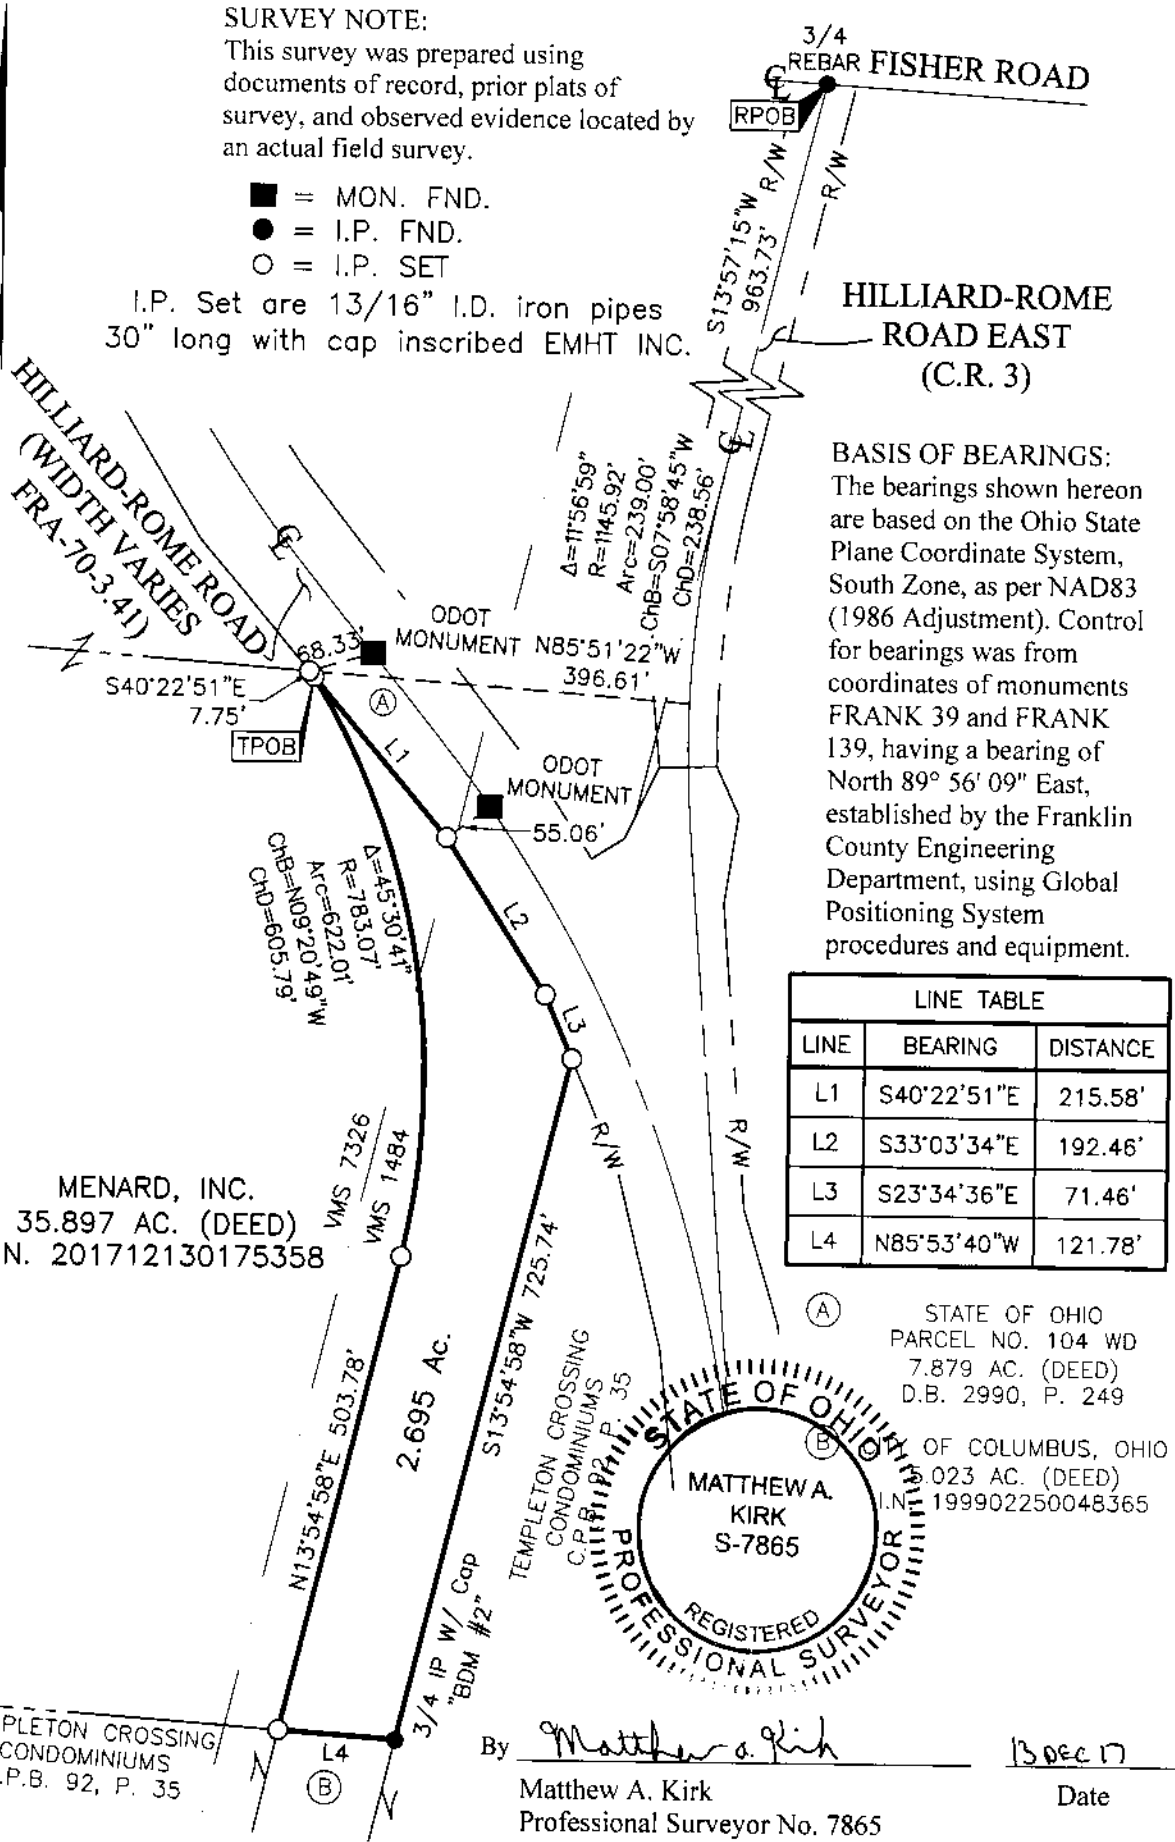 SURVEY NOTE:
This survey was prepared using
documents of record, prior plats of
survey, and observed evidence located by
an actual field survey.
■ = MON. FND.
● = I.P. FND.
○ = I.P. SET
I.P. Set are 13/16" I.D. iron pipes
30" long with cap inscribed EMHT INC.
3/4
REBAR
FISHER ROAD
℄
RPOB
R/W
R/W
S13°57'15"W
963.73'
HILLIARD-ROME
ROAD EAST
(C.R. 3)
℄
HILLIARD-ROME ROAD
(WIDTH VARIES
FRA-70-3.41)
℄
Δ=11°56'59"
R=1145.92'
Arc=239.00'
ChB=S07°58'45"W
ChD=238.56'
BASIS OF BEARINGS:
The bearings shown hereon
are based on the Ohio State
Plane Coordinate System,
South Zone, as per NAD83
(1986 Adjustment). Control
for bearings was from
coordinates of monuments
FRANK 39 and FRANK
139, having a bearing of
North 89° 56' 09" East,
established by the Franklin
County Engineering
Department, using Global
Positioning System
procedures and equipment.
68.33'
ODOT
MONUMENT
N85°51'22"W
396.61'
S40°22'51"E
7.75'
TPOB
A
L1
ODOT
MONUMENT
55.06'
L2
L3
Δ=45°30'41"
R=783.07'
Arc=622.01'
ChB=N09°20'49"W
ChD=605.79'
LINE TABLE
LINE BEARING DISTANCE
L1 S40°22'51"E 215.58'
L2 S33°03'34"E 192.46'
L3 S23°34'36"E 71.46'
L4 N85°53'40"W 121.78'
R/W
R/W
VMS 7326
VMS 1484
MENARD, INC.
35.897 AC. (DEED)
N. 201712130175358
N13°54'58"E 503.78'
2.695 Ac.
S13°54'58"W 725.74'
TEMPLETON CROSSING
CONDOMINIUMS
C.P.B. 92, P. 35
A
STATE OF OHIO
PARCEL NO. 104 WD
7.879 AC. (DEED)
D.B. 2990, P. 249
B
CITY OF COLUMBUS, OHIO
5.023 AC. (DEED)
I.N. 199902250048365
STATE OF OHIO
MATTHEW A.
KIRK
S-7865
REGISTERED
PROFESSIONAL SURVEYOR
3/4 IP W/ Cap
"BDM #2"
PLETON CROSSING
CONDOMINIUMS
.P.B. 92, P. 35
L4
B
By Matthew A. Kirk
13 DEC 17
Matthew A. Kirk
Date
Professional Surveyor No. 7865